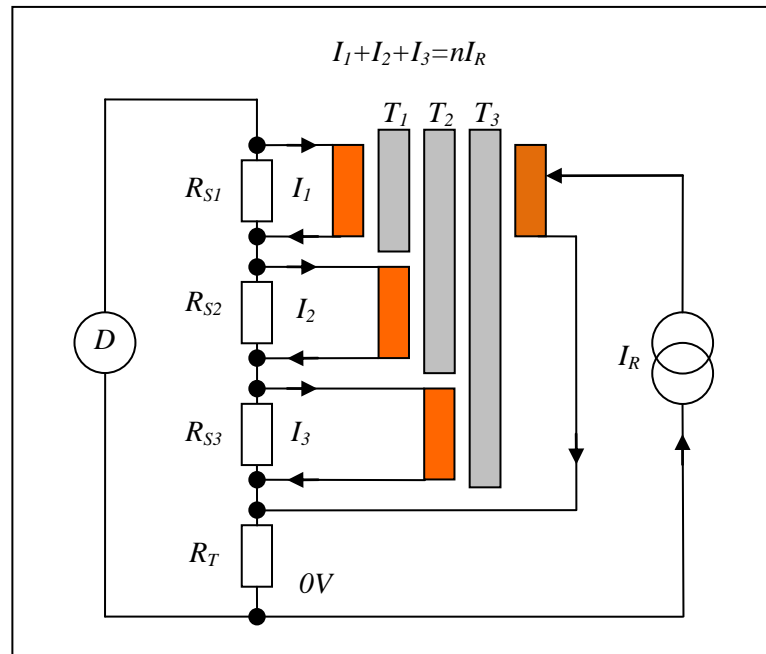 I1+I2+I3=nIR
T1 T2 T3
RS1 I1
RS2 I2
D
IR
RS3 I3
RT
0V